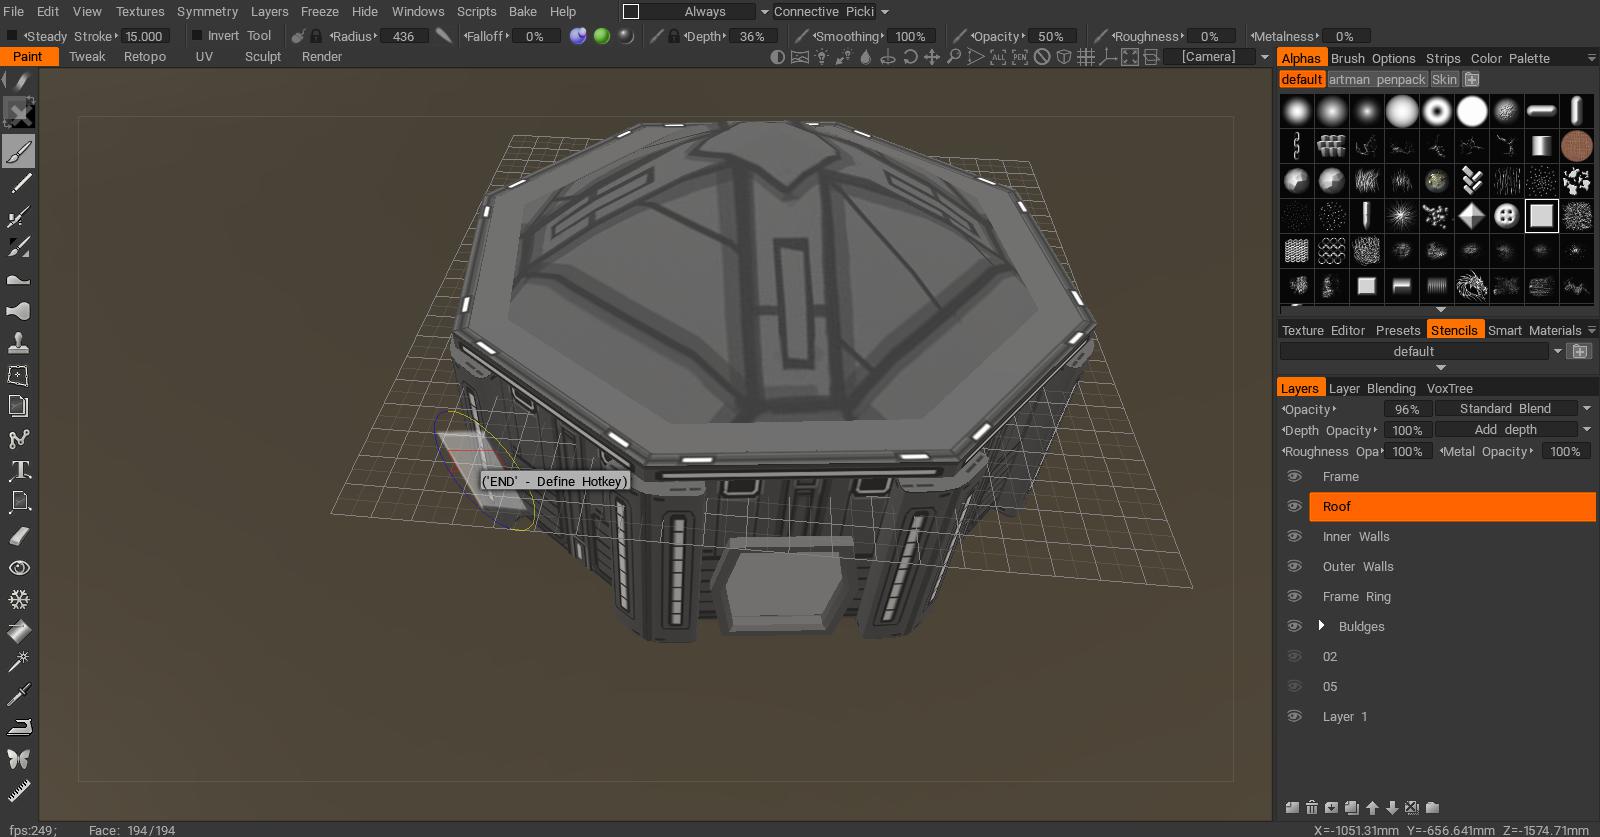 File Edit View Textures Symmetry Layers Freeze Hide Windows Scripts Bake Help Always Connective Picki
Steady Stroke 15.000 Invert Tool Radius 436 Falloff 0% Depth 36% Smoothing 100% Opacity 50% Roughness 0% Metalness 0%
Paint Tweak Retopo UV Sculpt Render ALL PEN [Camera]
Alphas Brush Options Strips Color Palette
default artman penpack Skin
Texture Editor Presets Stencils Smart Materials
default
Layers Layer Blending VoxTree
Opacity 96% Standard Blend
Depth Opacity 100% Add depth
Roughness Opa 100% Metal Opacity 100%
Frame
Roof
('END' - Define Hotkey)
Inner Walls
Outer Walls
Frame Ring
Buldges
02
05
Layer 1
fps:249; Face: 194/194 X=-1051.31mm Y=-656.641mm Z=-1574.71mm